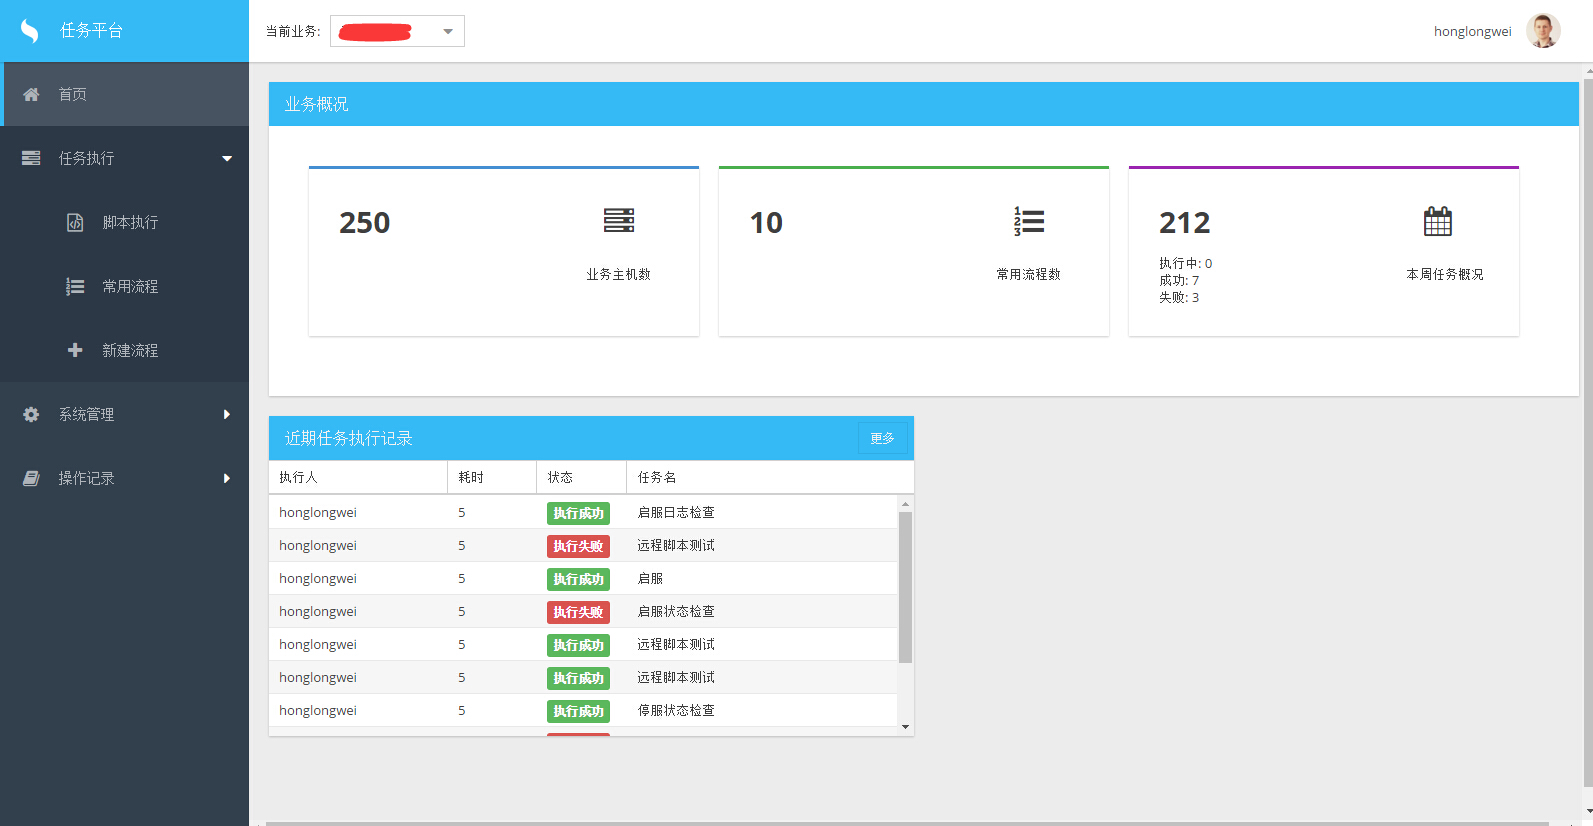 任务平台
当前业务:
honglongwei
首页
任务执行
脚本执行
常用流程
新建流程
系统管理
操作记录
业务概况
250
业务主机数
10
常用流程数
212
执行中: 0
成功: 7
失败: 3
本周任务概况
近期任务执行记录 更多
执行人 耗时 状态 任务名
honglongwei 5 执行成功 启服日志检查
honglongwei 5 执行失败 远程脚本测试
honglongwei 5 执行成功 启服
honglongwei 5 执行失败 启服状态检查
honglongwei 5 执行成功 远程脚本测试
honglongwei 5 执行成功 远程脚本测试
honglongwei 5 执行成功 停服状态检查